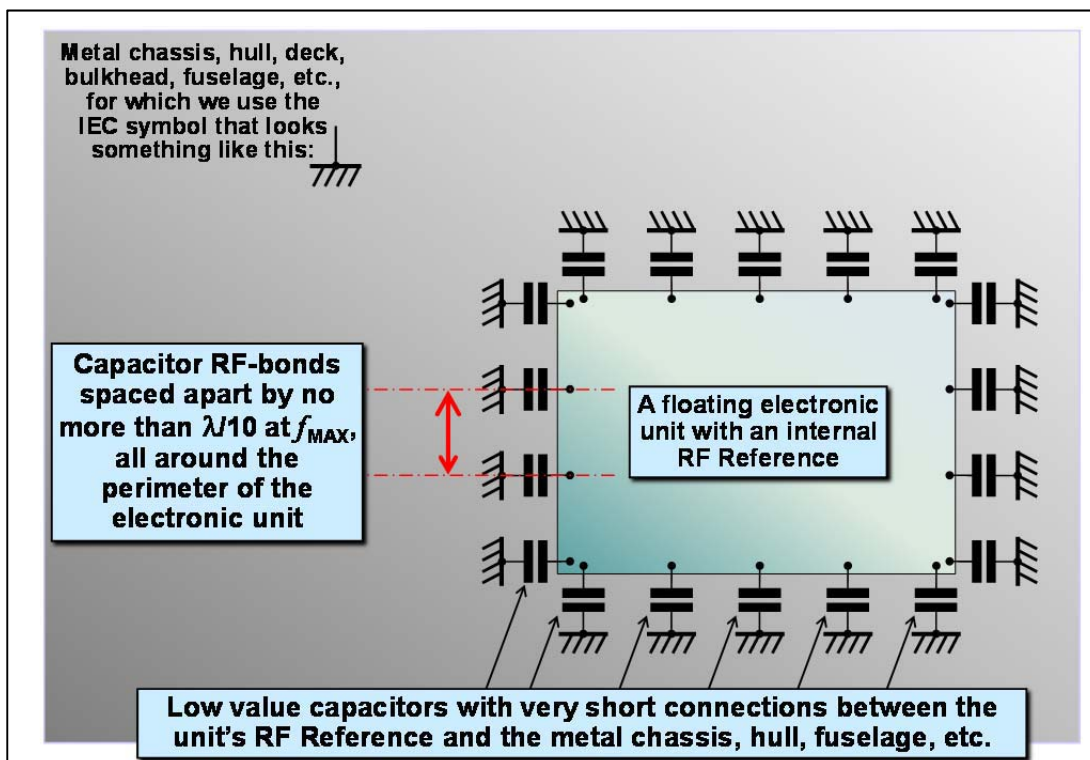 Metal chassis, hull, deck,
bulkhead, fuselage, etc.,
for which we use the
IEC symbol that looks
something like this:
Capacitor RF-bonds
spaced apart by no
more than λ/10 at fMAX,
all around the
perimeter of the
electronic unit
A floating electronic
unit with an internal
RF Reference
Low value capacitors with very short connections between the
unit's RF Reference and the metal chassis, hull, fuselage, etc.